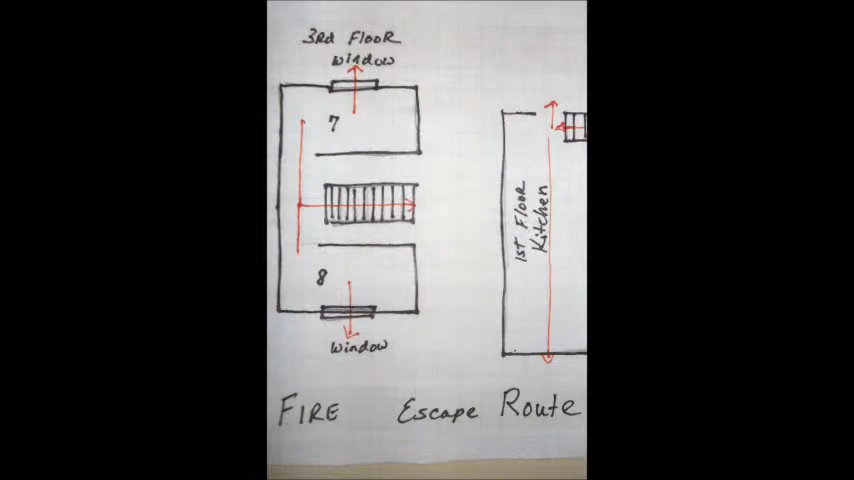 3Rd FlooR
window
7
8
window
1st FlooR
Kitchen
FIRE Escape Route